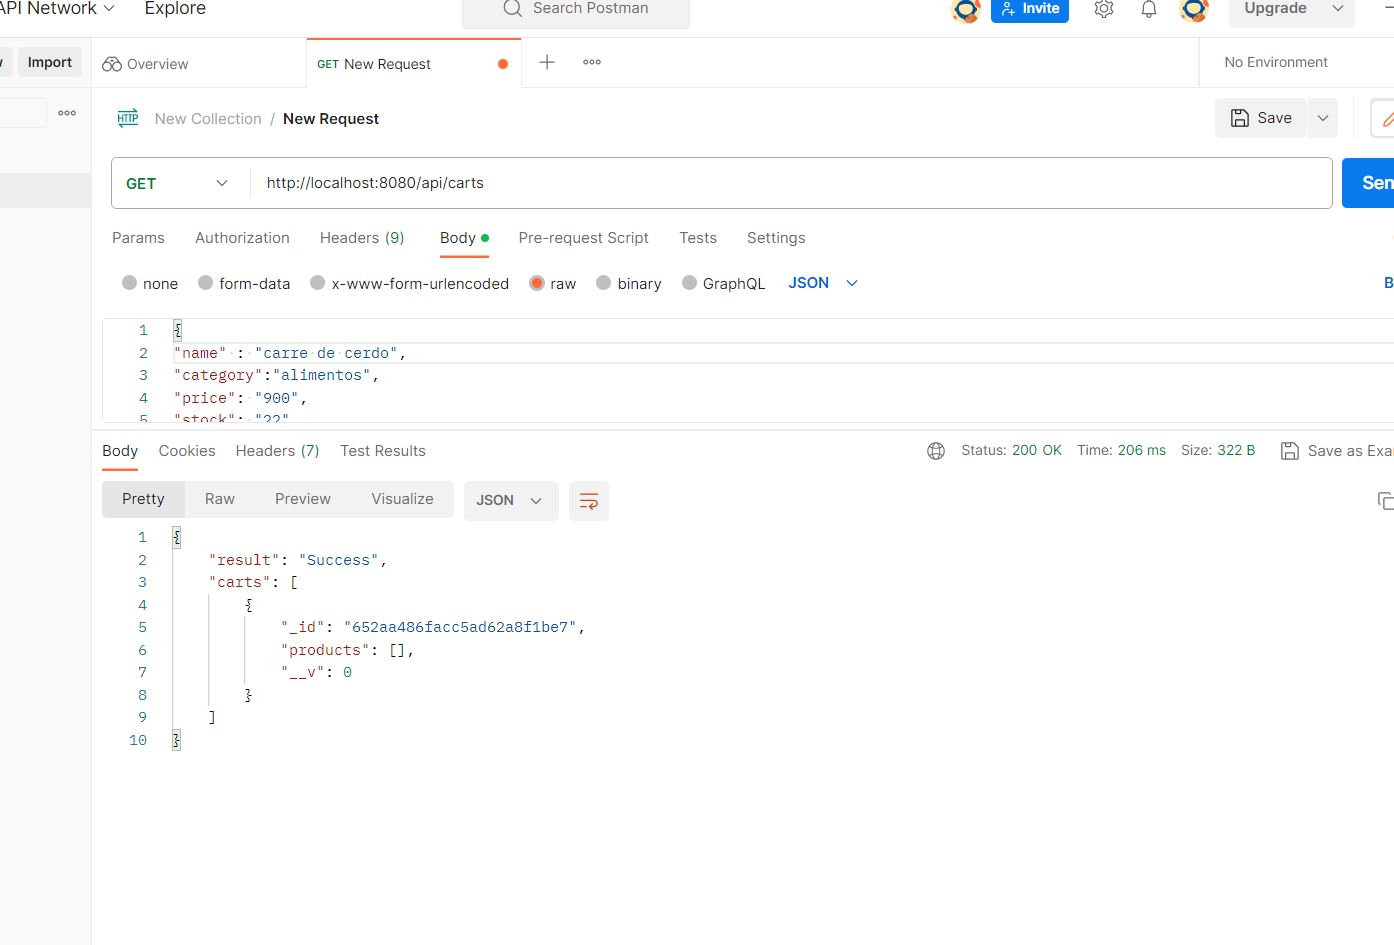 API Network Explore Search Postman Invite Upgrade
Import Overview GET New Request No Environment
HTTP New Collection / New Request Save
GET http://localhost:8080/api/carts Sen
Params Authorization Headers (9) Body Pre-request Script Tests Settings
none form-data x-www-form-urlencoded raw binary GraphQL JSON B
1 {
2 "name" : "carre de cerdo",
3 "category":"alimentos",
4 "price": "900",
5 "stock": "22"
Body Cookies Headers (7) Test Results Status: 200 OK Time: 206 ms Size: 322 B Save as Exa
Pretty Raw Preview Visualize JSON
1 {
2 "result": "Success",
3 "carts": [
4 {
5 "_id": "652aa486facc5ad62a8f1be7",
6 "products": [],
7 "__v": 0
8 }
9 ]
10 }